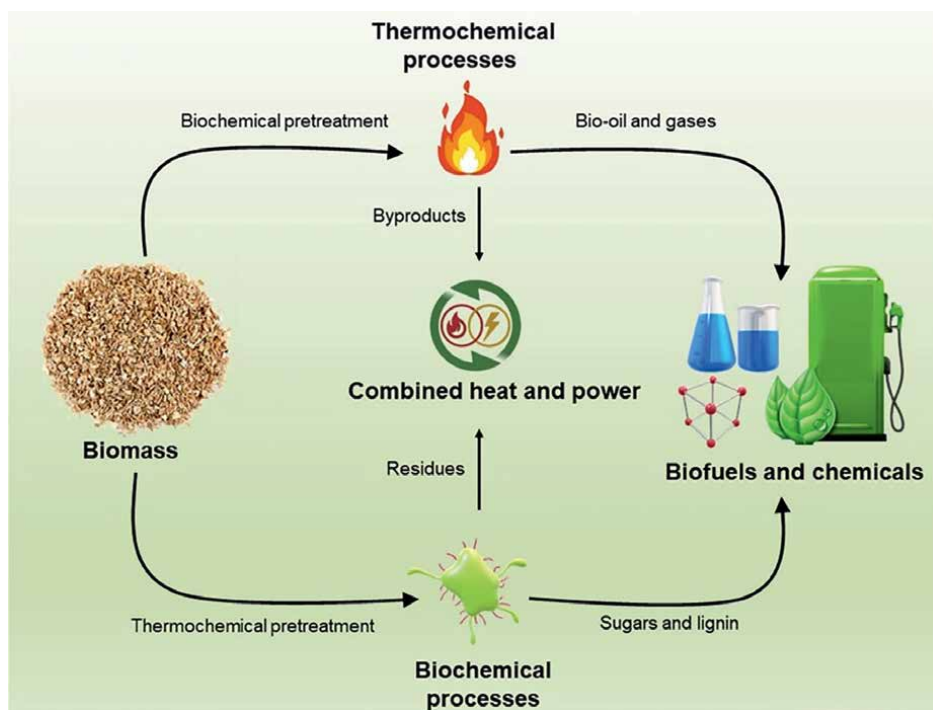 Thermochemical
processes
Biochemical pretreatment
Bio-oil and gases
Byproducts
Combined heat and power
Biomass
Residues
Biofuels and chemicals
Thermochemical pretreatment
Sugars and lignin
Biochemical
processes